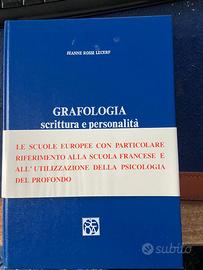 JEANNE ROSSI LECERF
GRAFOLOGIA
scrittura e personalità
LE SCUOLE EUROPEE CON PARTICOLARE
RIFERIMENTO ALLA SCUOLA FRANCESE E
ALL'UTILIZZAZIONE DELLA PSICOLOGIA
DEL PROFONDO
subito